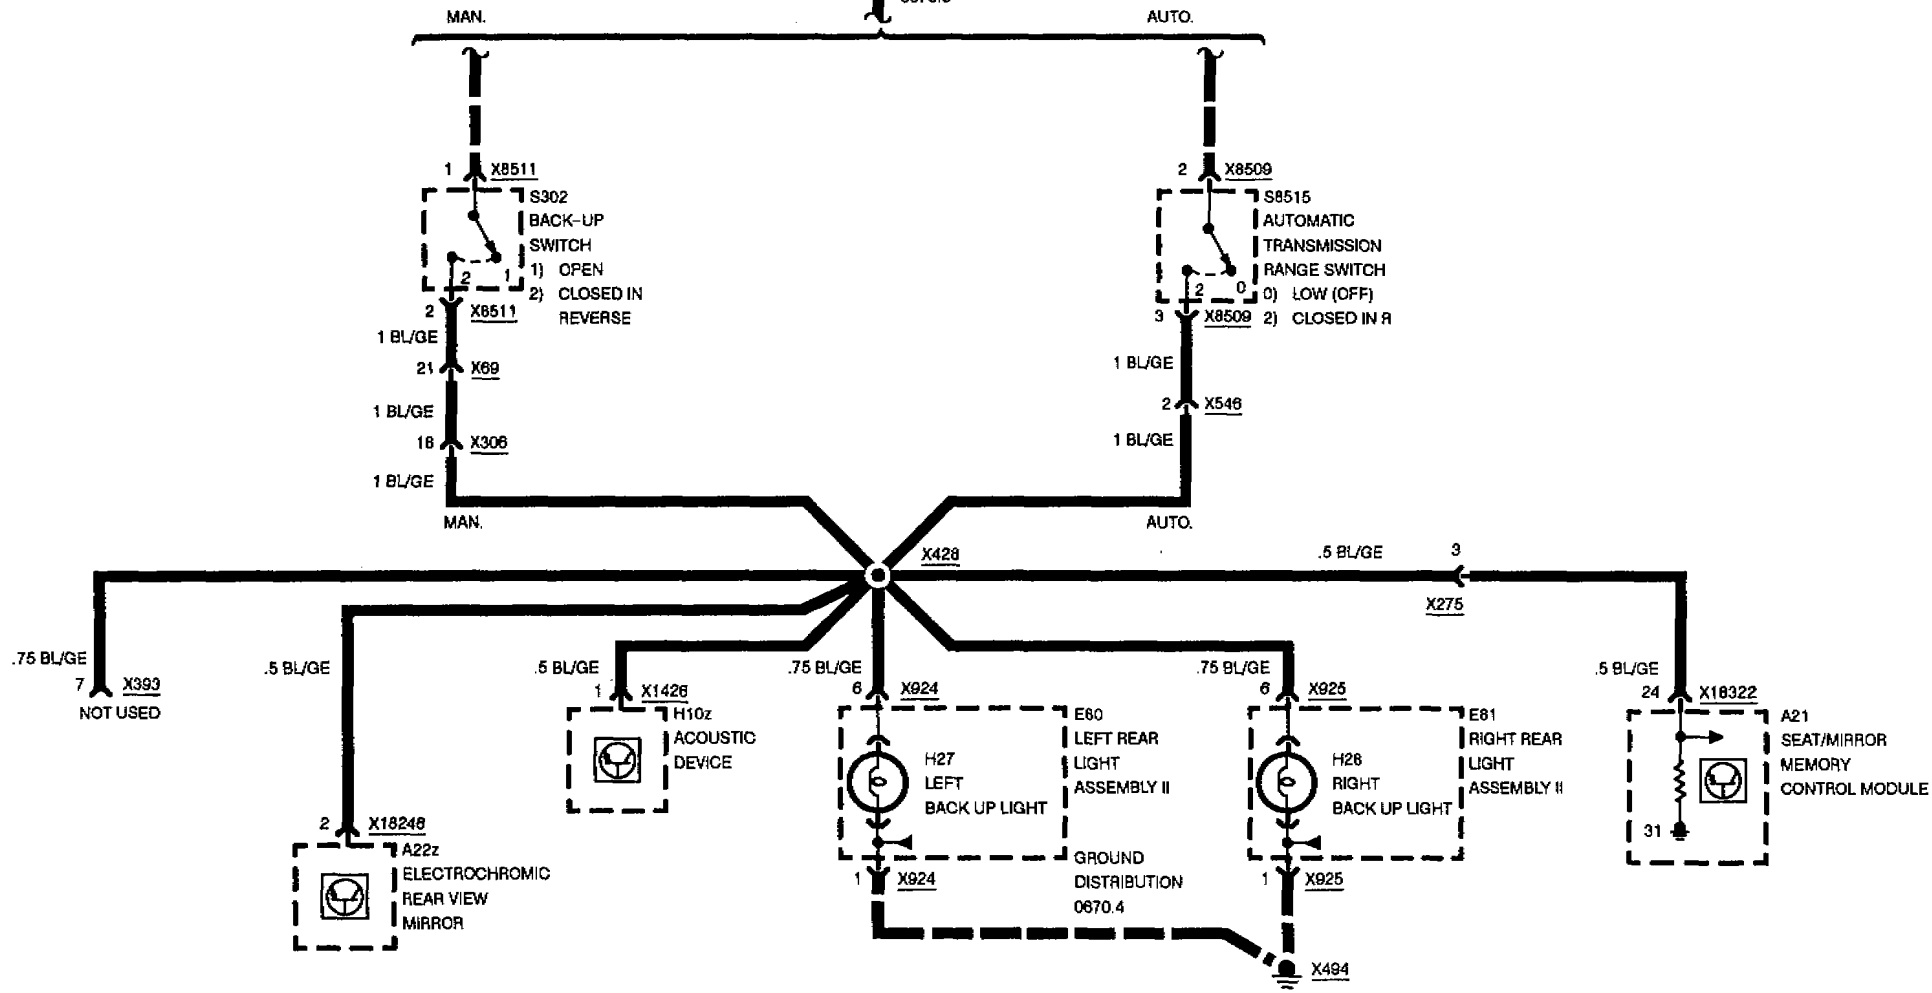 MAN.
AUTO.
1 X8511
S302
BACK-UP
SWITCH
1) OPEN
2) CLOSED IN
REVERSE
2 1
2 X8511
1 BL/GE
21 X69
1 BL/GE
18 X306
1 BL/GE
MAN.
2 X8509
S8515
AUTOMATIC
TRANSMISSION
RANGE SWITCH
0) LOW (OFF)
2) CLOSED IN R
2 0
3 X8509
1 BL/GE
2 X546
1 BL/GE
AUTO.
X428
.5 BL/GE 3
X275
.75 BL/GE
7 X393
NOT USED
.5 BL/GE
2 X18246
A22z
ELECTROCHROMIC
REAR VIEW
MIRROR
.5 BL/GE
1 X1426
H10z
ACOUSTIC
DEVICE
.75 BL/GE
6 X924
E60
LEFT REAR
LIGHT
ASSEMBLY II
H27
LEFT
BACK UP LIGHT
1 X924
GROUND
DISTRIBUTION
0670.4
.75 BL/GE
6 X925
E61
RIGHT REAR
LIGHT
ASSEMBLY II
H28
RIGHT
BACK UP LIGHT
1 X925
X494
.5 BL/GE
24 X18322
A21
SEAT/MIRROR
MEMORY
CONTROL MODULE
31